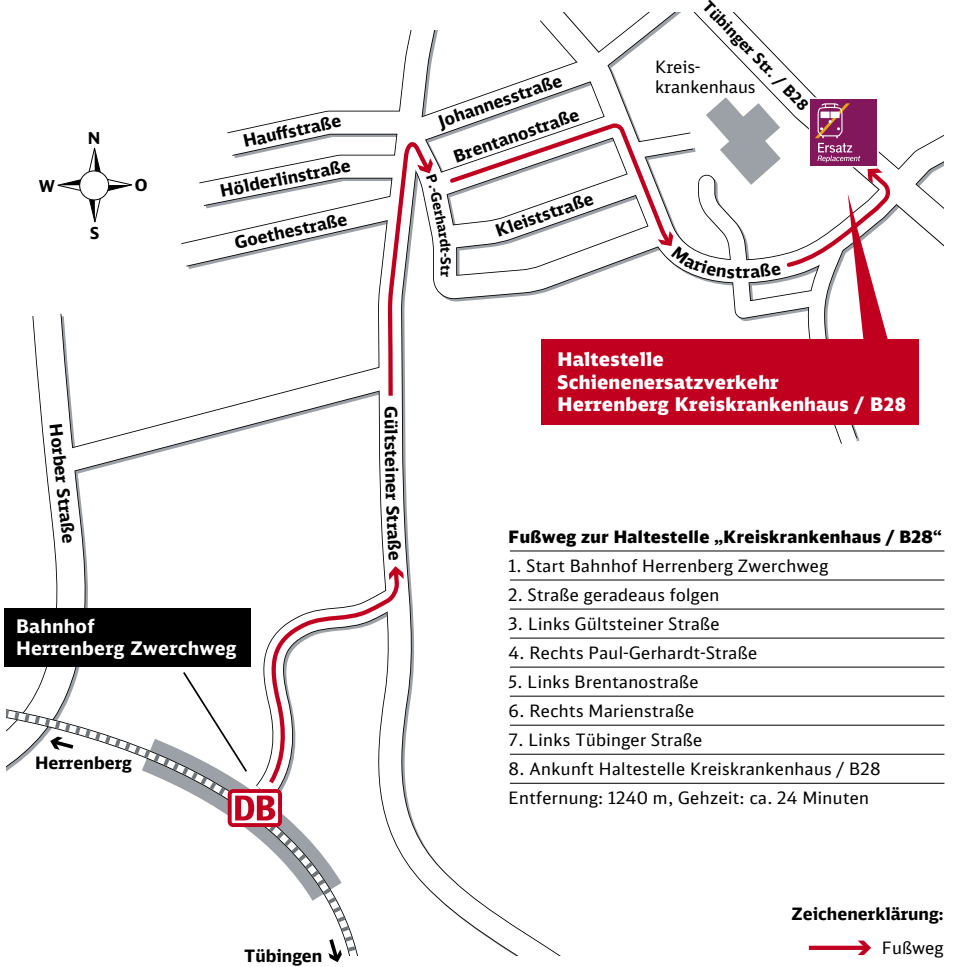 Tübinger Str. / B28
Kreis-
krankenhaus
Johannesstraße
Hauffstraße
Brentanostraße
Ersatz
Replacement
N
W
O
S
Hölderlinstraße
P.-Gerhardt-Str
Kleiststraße
Goethestraße
Marienstraße
Haltestelle
Schienenersatzverkehr
Herrenberg Kreiskrankenhaus / B28
Horber Straße
Gültsteiner Straße
Fußweg zur Haltestelle „Kreiskrankenhaus / B28“
1. Start Bahnhof Herrenberg Zwerchweg
2. Straße geradeaus folgen
3. Links Gültsteiner Straße
4. Rechts Paul-Gerhardt-Straße
5. Links Brentanostraße
6. Rechts Marienstraße
7. Links Tübinger Straße
8. Ankunft Haltestelle Kreiskrankenhaus / B28
Entfernung: 1240 m, Gehzeit: ca. 24 Minuten
Bahnhof
Herrenberg Zwerchweg
Herrenberg
DB
Tübingen
Zeichenerklärung:
Fußweg